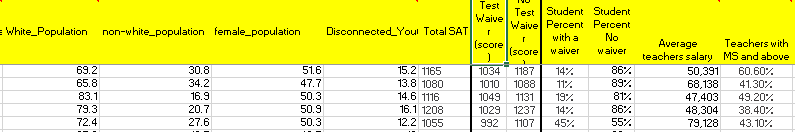 Test Waiver (score No Test Waiver (score Student Percent with a waiver Student Percent No waiver
White_Population non-white_population female_population Disconnected_You Total SAT Average teachers salary Teachers with MS and above
69.2 30.8 51.6 15.2 1165 1034 1187 14% 86% 50,391 60.60%
65.8 34.2 47.7 13.8 1080 1010 1088 11% 89% 68,138 41.30%
83.1 16.9 50.3 14.6 1116 1049 1131 19% 81% 47,403 49.20%
79.3 20.7 50.9 16.1 1208 1029 1237 14% 86% 48,304 38.40%
72.4 27.6 50.3 12.2 1055 992 1107 45% 55% 79,128 43.10%